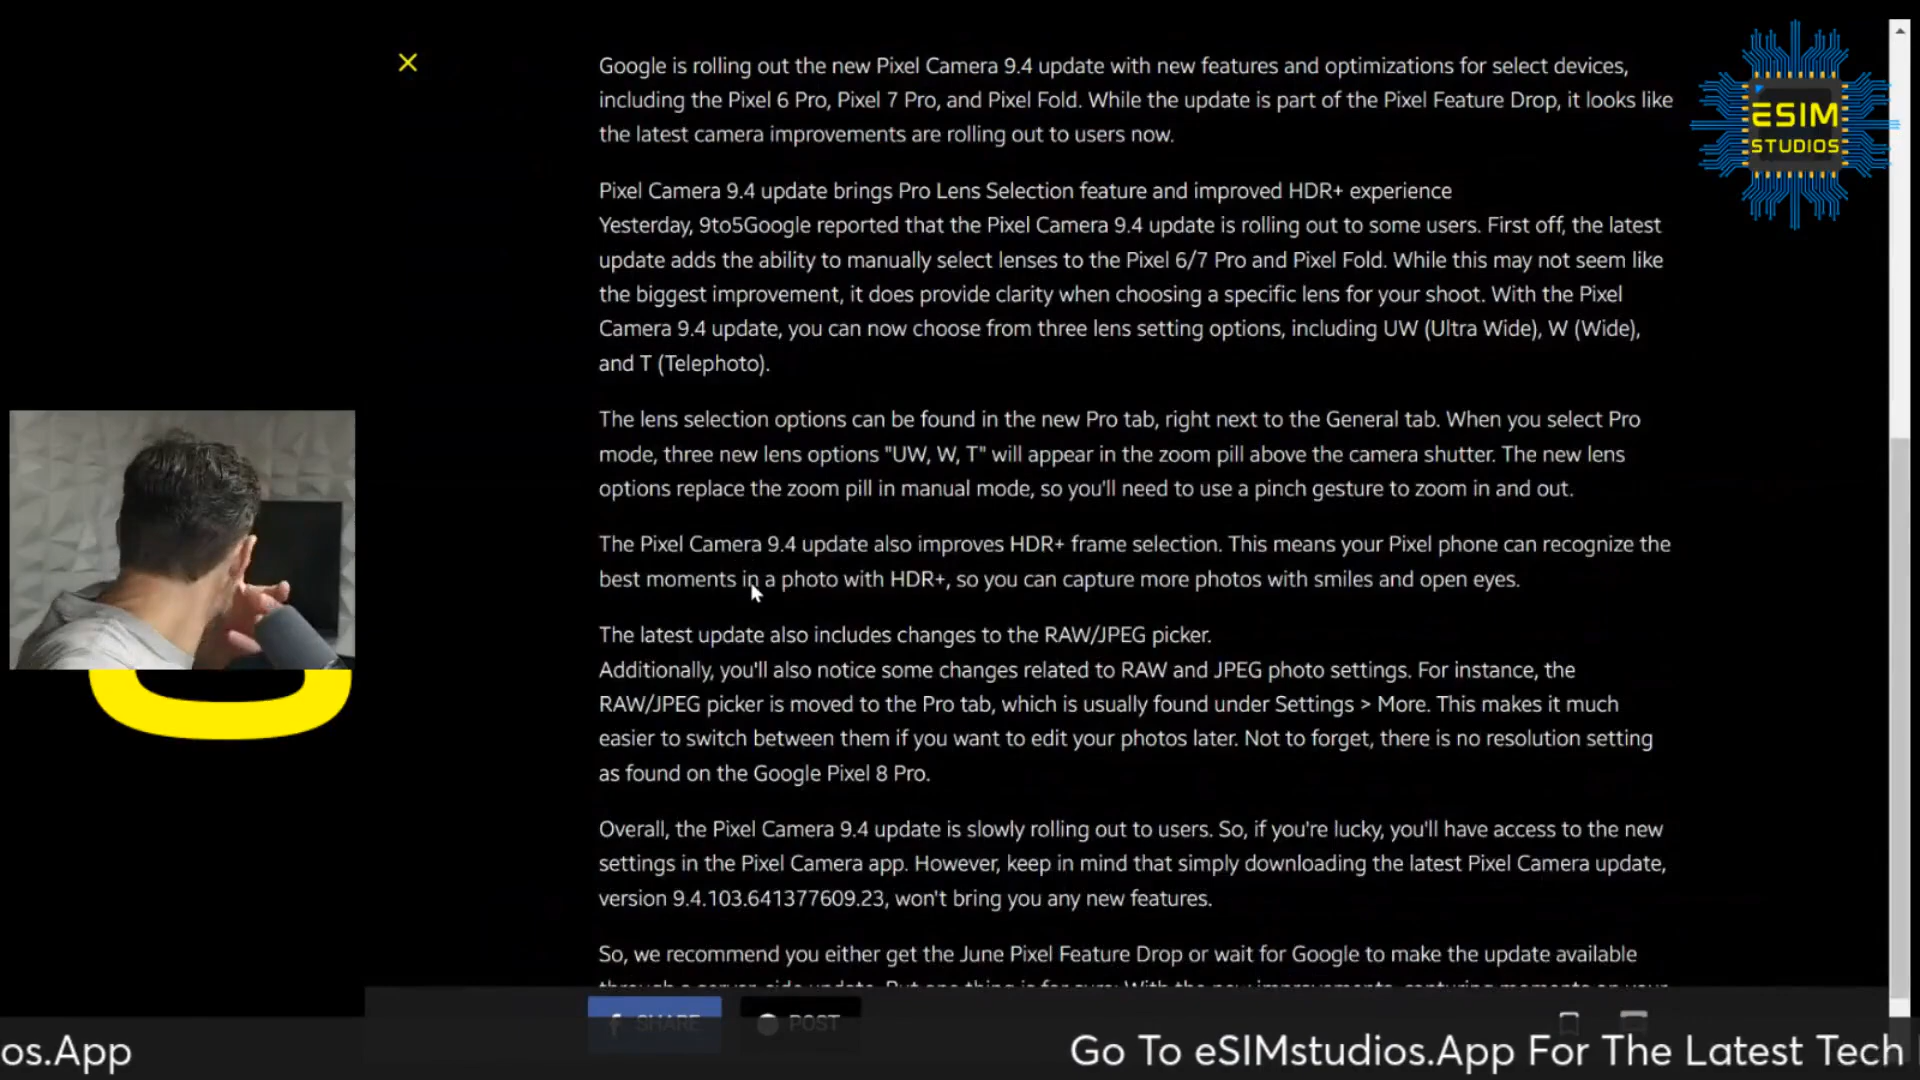 Google is rolling out the new Pixel Camera 9.4 update with new features and optimizations for select devices,
including the Pixel 6 Pro, Pixel 7 Pro, and Pixel Fold. While the update is part of the Pixel Feature Drop, it looks like
the latest camera improvements are rolling out to users now.
ESIM
STUDIOS
Pixel Camera 9.4 update brings Pro Lens Selection feature and improved HDR+ experience
Yesterday, 9to5Google reported that the Pixel Camera 9.4 update is rolling out to some users. First off, the latest
update adds the ability to manually select lenses to the Pixel 6/7 Pro and Pixel Fold. While this may not seem like
the biggest improvement, it does provide clarity when choosing a specific lens for your shoot. With the Pixel
Camera 9.4 update, you can now choose from three lens setting options, including UW (Ultra Wide), W (Wide),
and T (Telephoto).
The lens selection options can be found in the new Pro tab, right next to the General tab. When you select Pro
mode, three new lens options "UW, W, T" will appear in the zoom pill above the camera shutter. The new lens
options replace the zoom pill in manual mode, so you'll need to use a pinch gesture to zoom in and out.
The Pixel Camera 9.4 update also improves HDR+ frame selection. This means your Pixel phone can recognize the
best moments in a photo with HDR+, so you can capture more photos with smiles and open eyes.
The latest update also includes changes to the RAW/JPEG picker.
Additionally, you'll also notice some changes related to RAW and JPEG photo settings. For instance, the
RAW/JPEG picker is moved to the Pro tab, which is usually found under Settings > More. This makes it much
easier to switch between them if you want to edit your photos later. Not to forget, there is no resolution setting
as found on the Google Pixel 8 Pro.
Overall, the Pixel Camera 9.4 update is slowly rolling out to users. So, if you're lucky, you'll have access to the new
settings in the Pixel Camera app. However, keep in mind that simply downloading the latest Pixel Camera update,
version 9.4.103.641377609.23, won't bring you any new features.
So, we recommend you either get the June Pixel Feature Drop or wait for Google to make the update available
SHARE
POST
os.App
Go To eSIMstudios.App For The Latest Tech